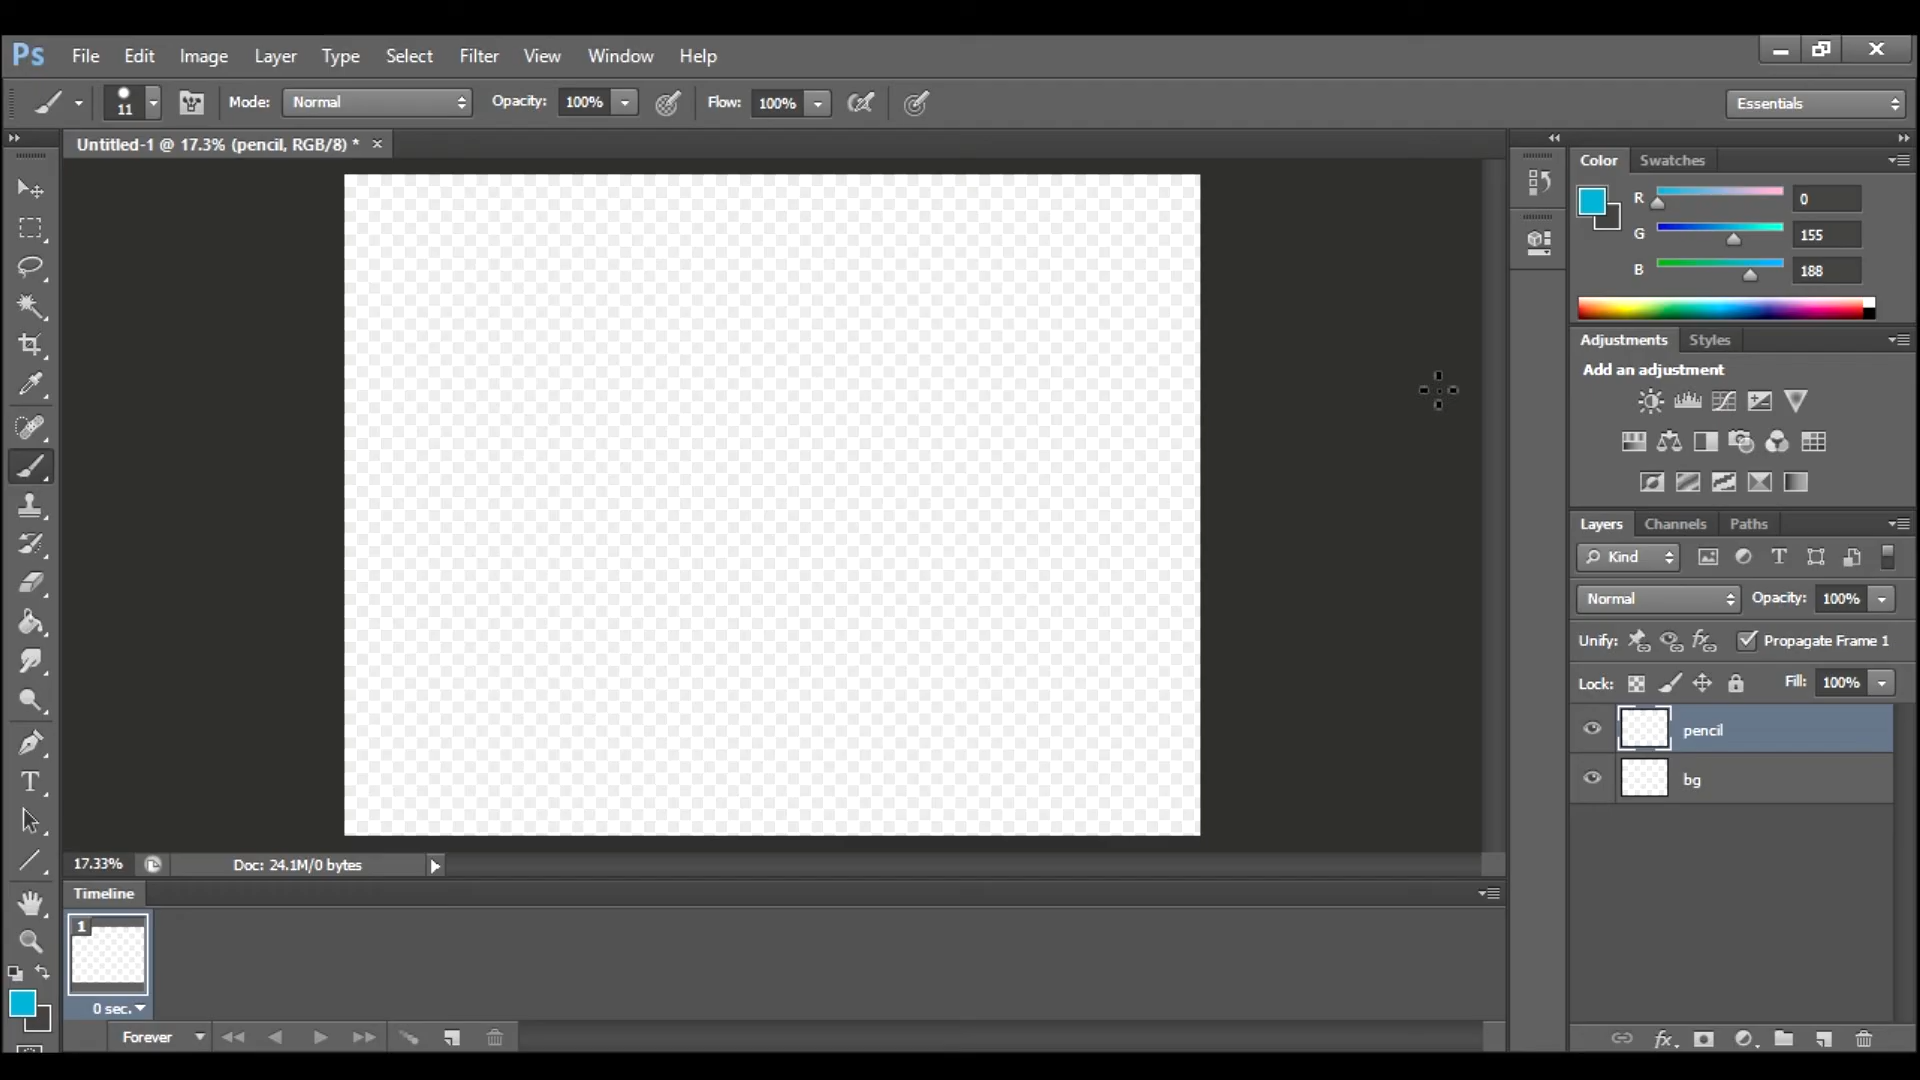 Ps File Edit Image Layer Type Select Filter View Window Help
11 Mode: Normal Opacity: 100% Flow: 100% Essentials
Untitled-1 @ 17.3% (pencil, RGB/8) * ×
Color Swatches
R 0
G 155
B 188
Adjustments Styles
Add an adjustment
Layers Channels Paths
Kind
Normal Opacity: 100%
Unify: Propagate Frame 1
Lock: Fill: 100%
pencil
bg
17.33% Doc: 24.1M/0 bytes
Timeline
1
0 sec.
Forever
fx